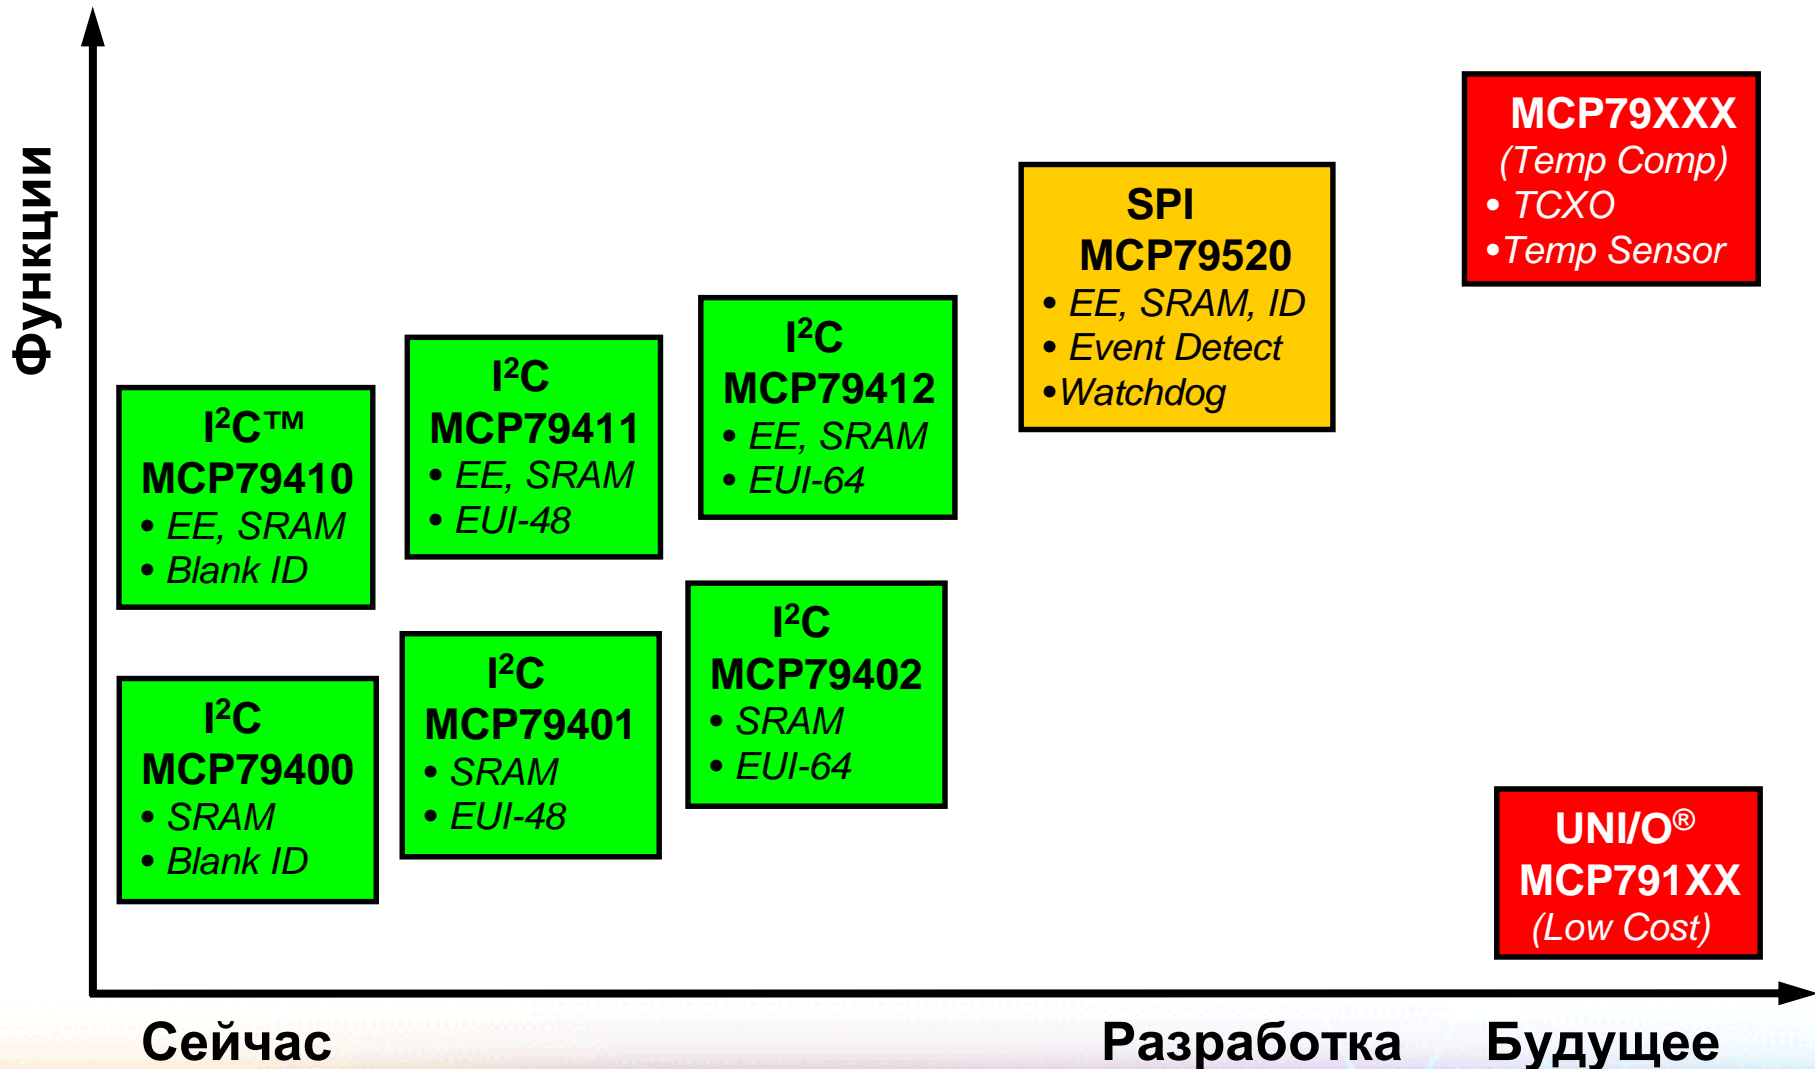 Функции
I²C™
MCP79410
• EE, SRAM
• Blank ID
I²C
MCP79411
• EE, SRAM
• EUI-48
I²C
MCP79412
• EE, SRAM
• EUI-64
SPI
MCP79520
• EE, SRAM, ID
• Event Detect
•Watchdog
MCP79XXX
(Temp Comp)
• TCXO
•Temp Sensor
I²C
MCP79400
• SRAM
• Blank ID
I²C
MCP79401
• SRAM
• EUI-48
I²C
MCP79402
• SRAM
• EUI-64
UNI/O®
MCP791XX
(Low Cost)
Сейчас
Разработка
Будущее